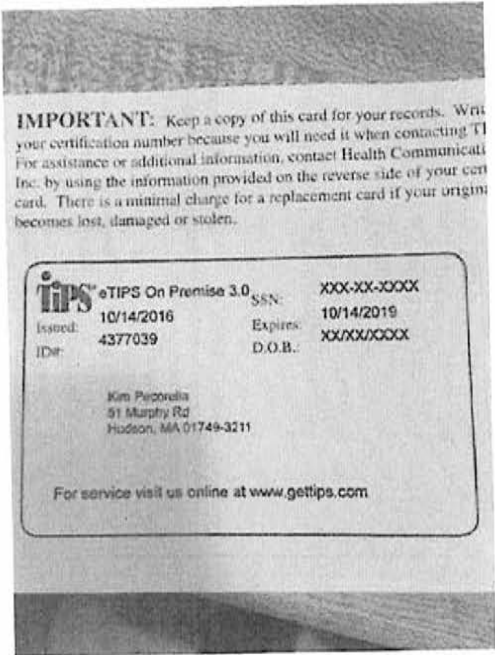 IMPORTANT: Keep a copy of this card for your records. Writ
your certification number because you will need it when contacting TI
For assistance or additional information, contact Health Communicati
Inc. by using the information provided on the reverse side of your cert
card. There is a minimal charge for a replacement card if your origina
becomes lost, damaged or stolen.
TiPS eTIPS On Premise 3.0 SSN: XXX-XX-XXXX
Issued: 10/14/2016 Expires: 10/14/2019
ID#: 4377039 D.O.B.: XX/XX/XXXX
Kim Pecorella
51 Murphy Rd
Hudson, MA 01749-3211
For service visit us online at www.gettips.com